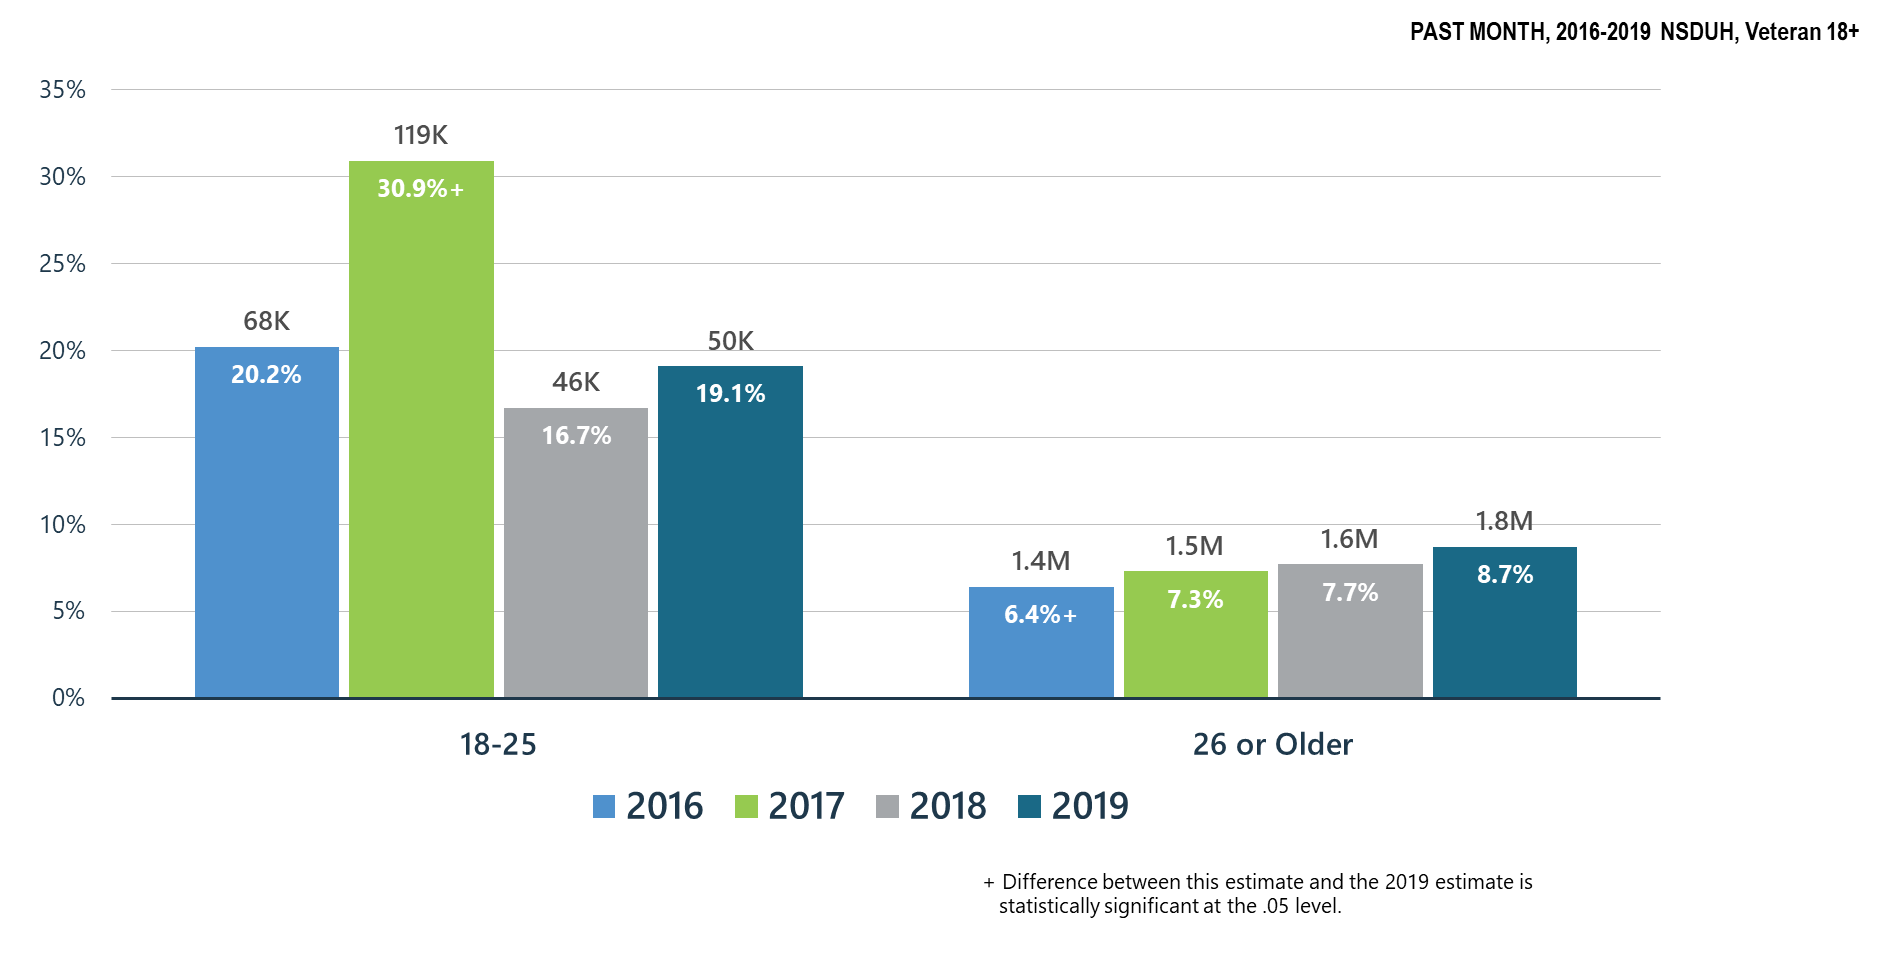 PAST MONTH, 2016-2019 NSDUH, Veteran 18+
35%
30%
25%
20%
15%
10%
5%
0%
68K
20.2%
119K
30.9%+
46K
16.7%
50K
19.1%
1.4M
6.4%+
1.5M
7.3%
1.6M
7.7%
1.8M
8.7%
18-25
26 or Older
2016 2017 2018 2019
+ Difference between this estimate and the 2019 estimate is
statistically significant at the .05 level.